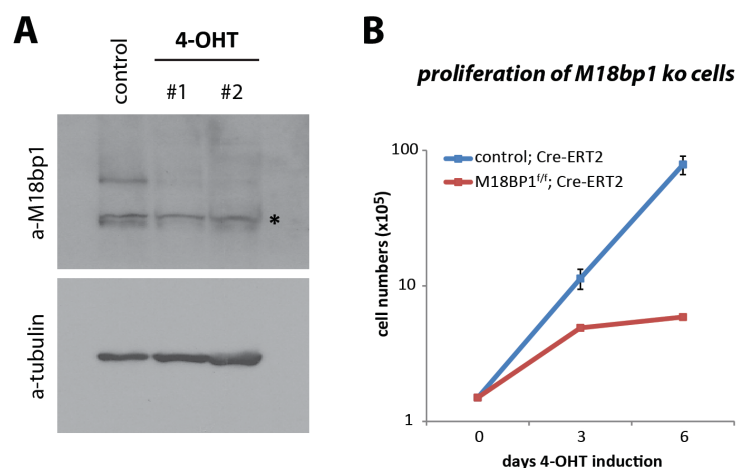 A
control
4-OHT
#1 #2
a-M18bp1
*
a-tubulin
B
proliferation of M18bp1 ko cells
control; Cre-ERT2
M18BP1f/f; Cre-ERT2
cell numbers (x10⁵)
100
10
1
0 3 6
days 4-OHT induction